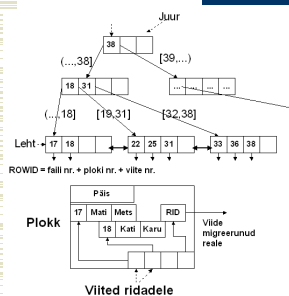 Juur
38
(...,38]
[39,...)
18 31
... ... ... ...
(...,18]
[19,31]
[32,38]
Leht
17 18
22 25 31
33 36 38
ROWID = faili nr. + ploki nr. + viite nr.
Päis
17 Mati Mets
RID
18 Kati Karu
Plokk
Viide
migreerunud
reale
Viited ridadele